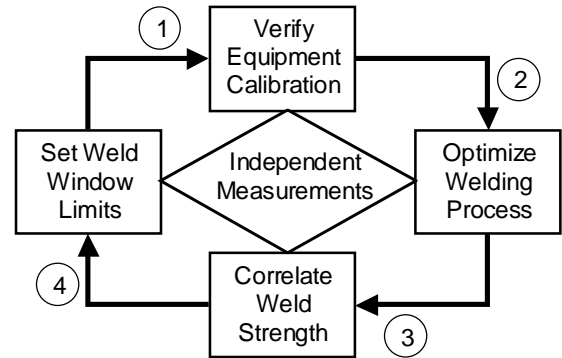 1
Verify
Equipment
Calibration
2
Set Weld
Window
Limits
Independent
Measurements
Optimize
Welding
Process
4
Correlate
Weld
Strength
3